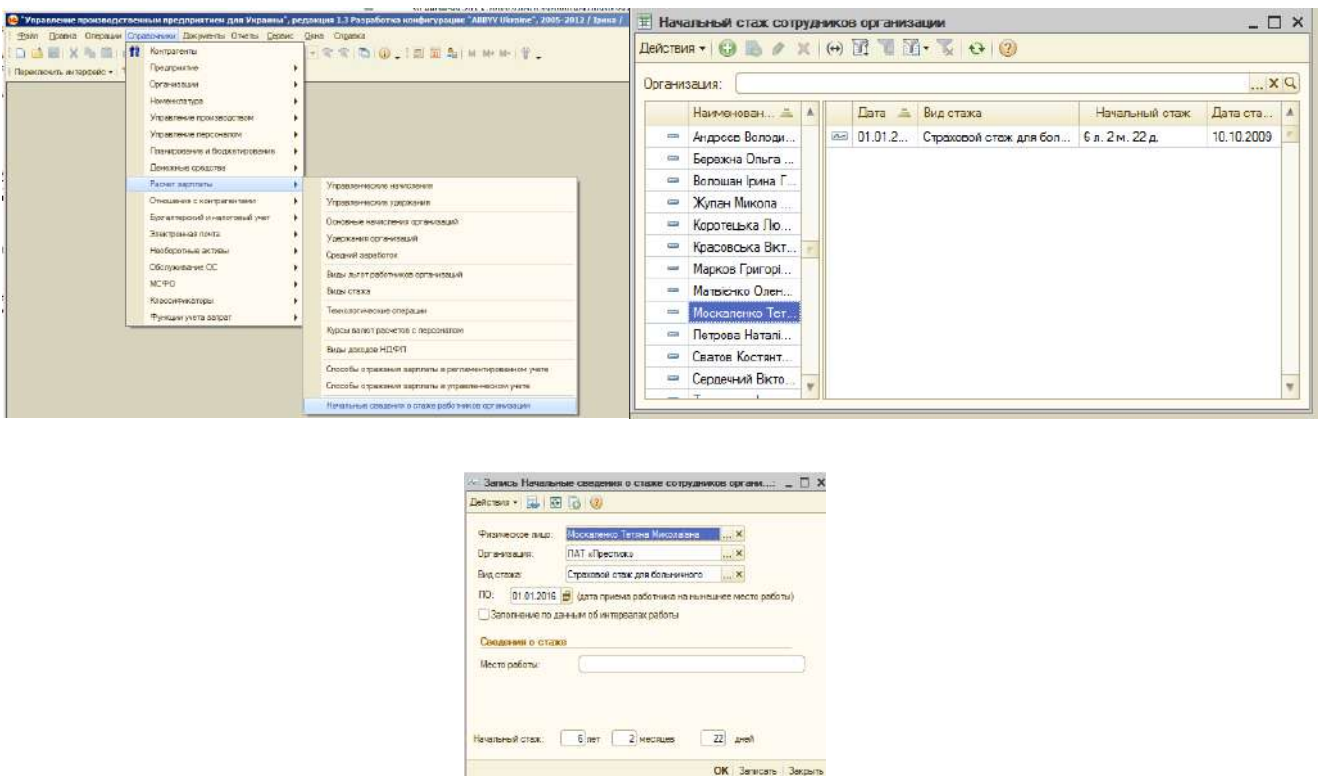 "Управление производственным предприятием для Украины", редакция 1.3 Разработка конфигурации "ABBYY Ukraine", 2005-2012 /
Файл Правка Операции Справочники Документы Отчеты Сервис Окна Справка
Переключить интерфейс
Контрагенты
Предприятие
Организации
Номенклатура
Управление производством
Управление персоналом
Планирование и бюджетирование
Денежные средства
Расчет зарплаты
Отношения с контрагентами
Бухгалтерский и налоговый учет
Электронная почта
Необоротные активы
Обслуживание ОС
МСФО
Классификаторы
Функции учета затрат
Управленческие начисления
Управленческие удержания
Основные начисления организаций
Удержания организаций
Средний заработок
Виды льгот работников организаций
Виды стажа
Технологические операции
Курсы валют расчетов с персоналом
Виды доходов НДФЛ
Способы отражения зарплаты в регламентированном учете
Способы отражения зарплаты в управленческом учете
Начальные сведения о стаже работников организации
Начальный стаж сотрудников организации
Действия
Организация:
Наименован... Дата Вид стажа Начальный стаж Дата ста...
Андреєв Володи... 01.01.2... Страховой стаж для бол... 6 л. 2 м. 22 д. 10.10.2009
Бережна Ольга ...
Волошан Ірина Г...
Жупан Микола ...
Коротецька Лю...
Красовська Вікт...
Марков Григорі...
Матвієнко Олен...
Москаленко Тет...
Петрова Наталі...
Сватов Костянт...
Сердечний Вікто...
Запись Начальные сведения о стаже сотрудников органи...:
Действия
Физическое лицо: Москаленко Тетяна Миколаївна
Организация: ПАТ «Престиж»
Вид стажа: Страховой стаж для больничного
ПО: 01.01.2016 (дата приема работника на нынешнее место работы)
Заполнение по данным об интервалах работы
Сведения о стаже
Место работы:
Начальный стаж: 6 лет 2 месяцев 22 дней
OK Записать Закрыть